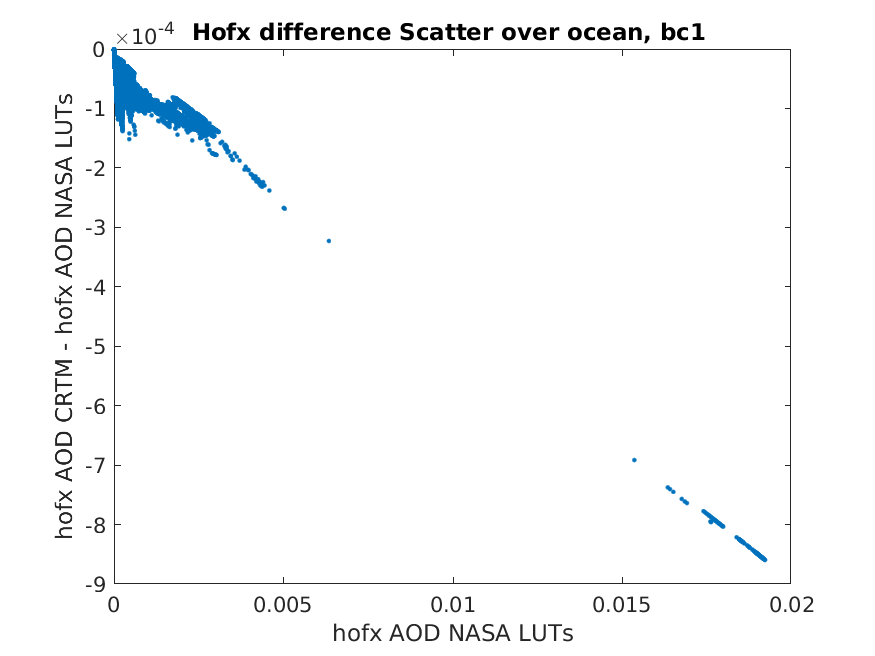 ×10-4
Hofx difference Scatter over ocean, bc1
hofx AOD CRTM - hofx AOD NASA LUTs
0
-1
-2
-3
-4
-5
-6
-7
-8
-9
0 0.005 0.01 0.015 0.02
hofx AOD NASA LUTs